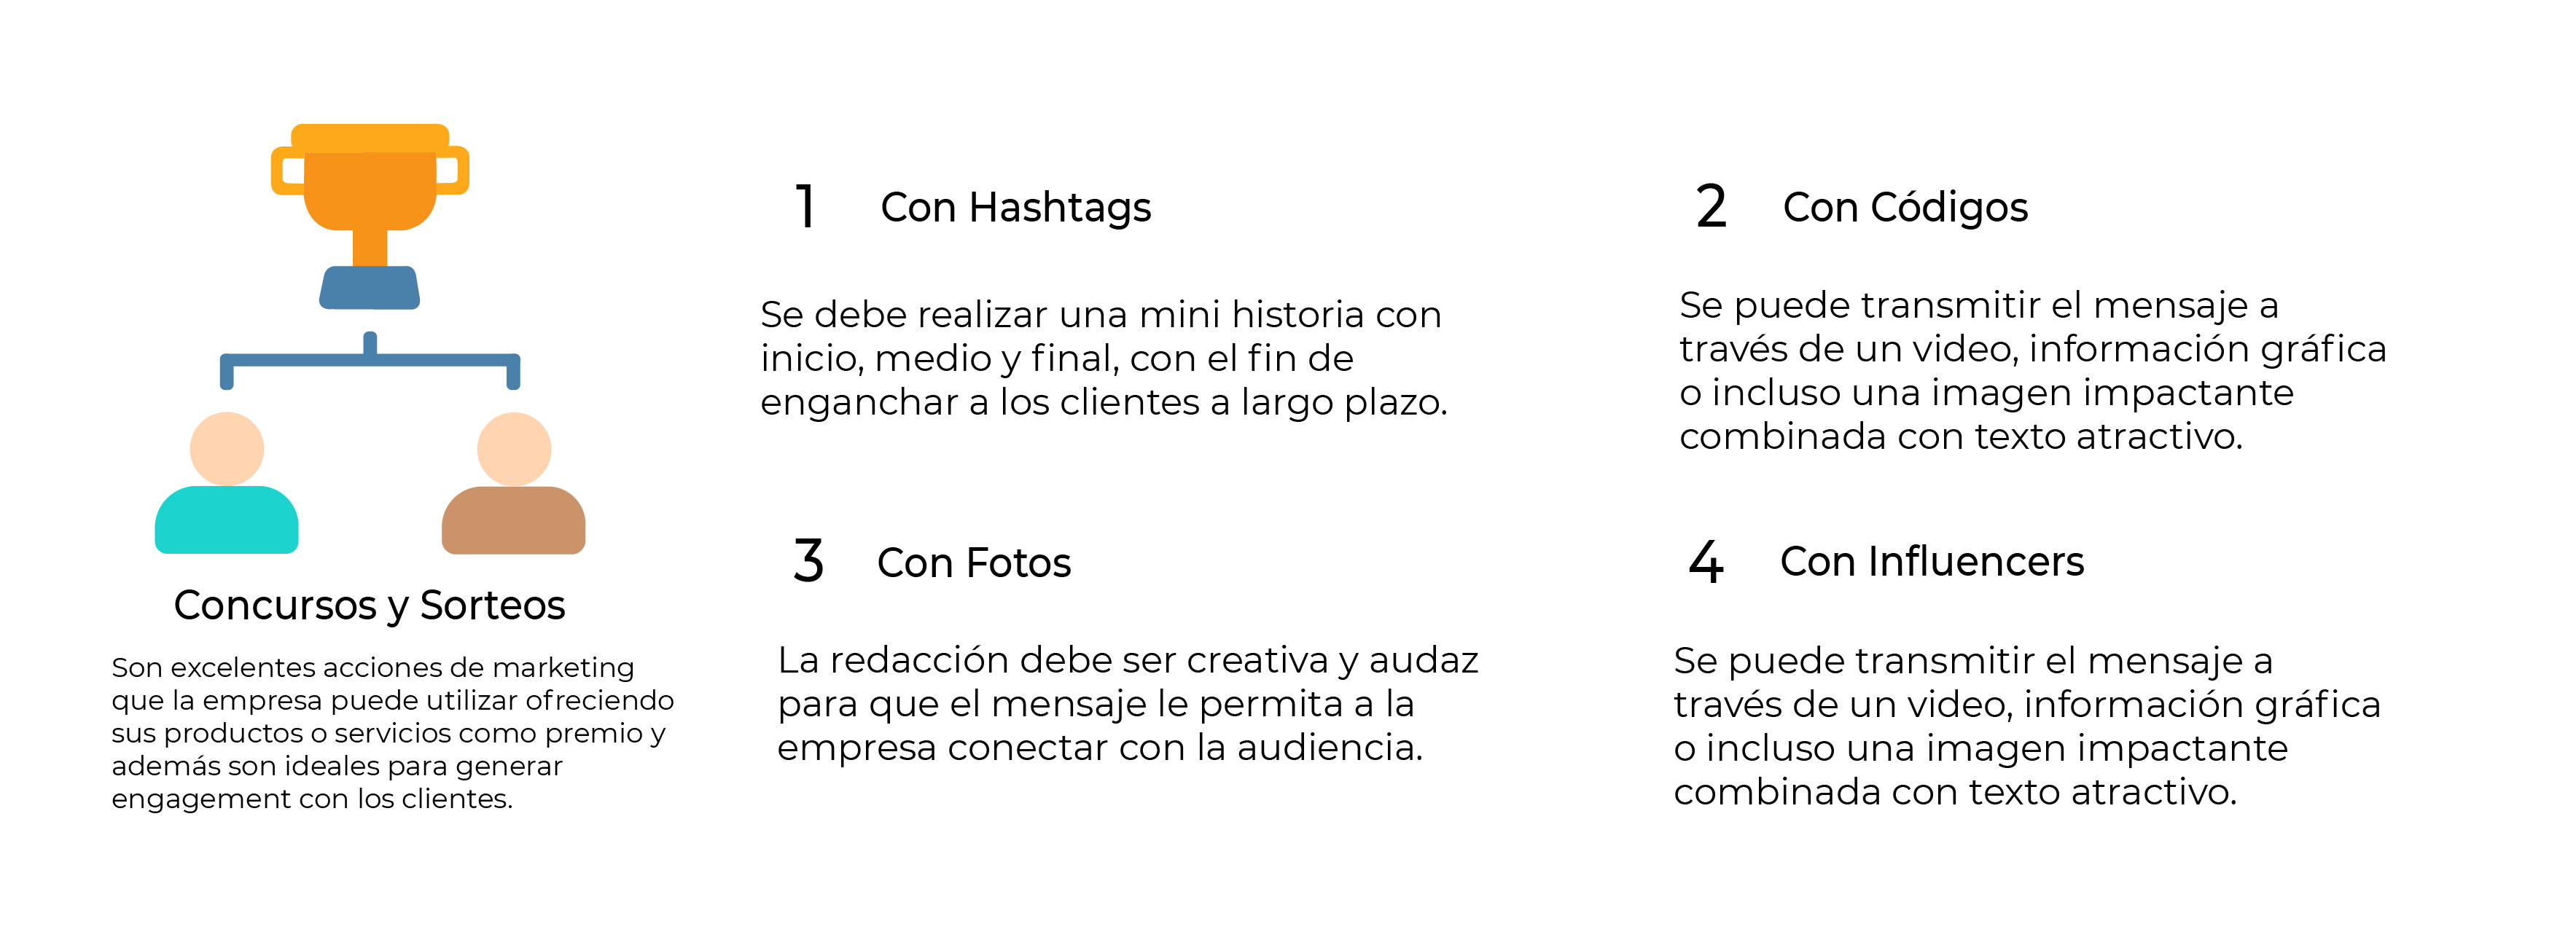 Concursos y Sorteos
Son excelentes acciones de marketing
que la empresa puede utilizar ofreciendo
sus productos o servicios como premio y
además son ideales para generar
engagement con los clientes.
1 Con Hashtags
Se debe realizar una mini historia con
inicio, medio y final, con el fin de
enganchar a los clientes a largo plazo.
2 Con Códigos
Se puede transmitir el mensaje a
través de un video, información gráfica
o incluso una imagen impactante
combinada con texto atractivo.
3 Con Fotos
La redacción debe ser creativa y audaz
para que el mensaje le permita a la
empresa conectar con la audiencia.
4 Con Influencers
Se puede transmitir el mensaje a
través de un video, información gráfica
o incluso una imagen impactante
combinada con texto atractivo.